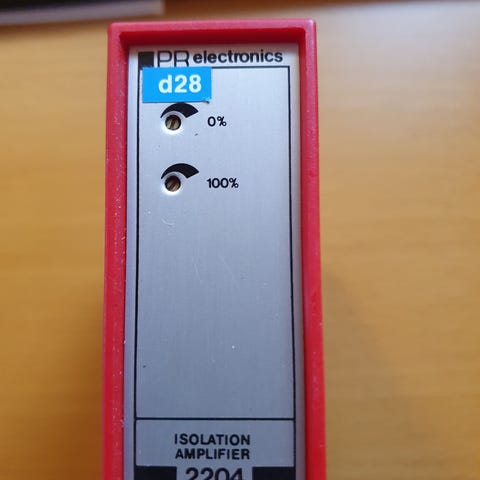 PR electronics
d28
0%
100%
ISOLATION
AMPLIFIER
2204